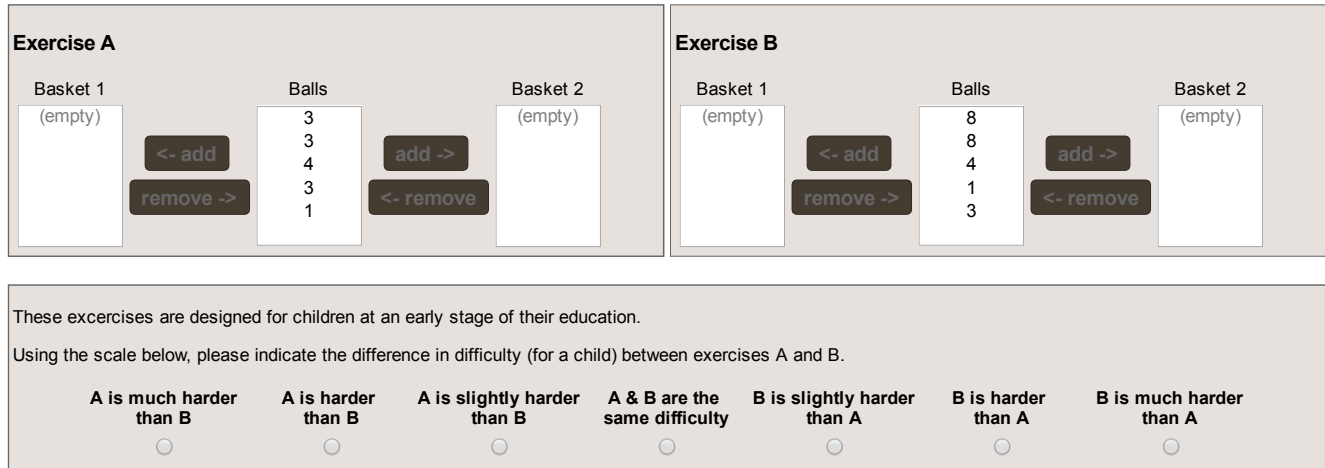 Exercise A
Basket 1 Balls Basket 2
(empty) 3 (empty)
3
<- add 4 add ->
3
remove -> 1 <- remove
Exercise B
Basket 1 Balls Basket 2
(empty) 8 (empty)
8
<- add 4 add ->
1
remove -> 3 <- remove
These excercises are designed for children at an early stage of their education.
Using the scale below, please indicate the difference in difficulty (for a child) between exercises A and B.
A is much harder A is harder A is slightly harder A & B are the B is slightly harder B is harder B is much harder
than B than B than B same difficulty than A than A than A